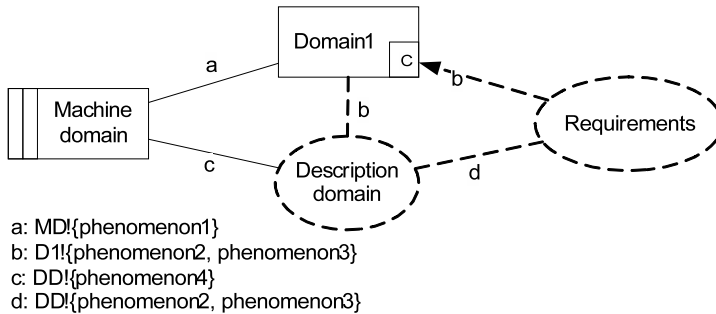 Domain1
C
a
b
Machine
domain
b
Requirements
c
Description
domain
d
a: MD!{phenomenon1}
b: D1!{phenomenon2, phenomenon3}
c: DD!{phenomenon4}
d: DD!{phenomenon2, phenomenon3}